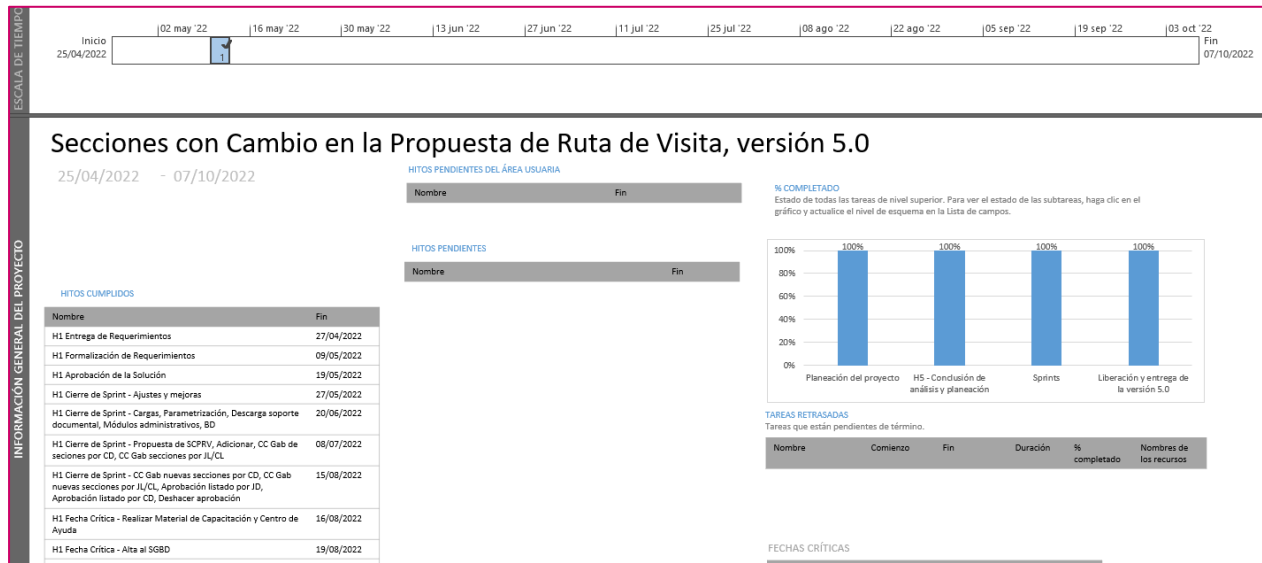 ESCALA DE TIEMPO
02 may '22
16 may '22
30 may '22
13 jun '22
27 jun '22
11 jul '22
25 jul '22
08 ago '22
22 ago '22
05 sep '22
19 sep '22
03 oct '22
Inicio
25/04/2022
1
Fin
07/10/2022
INFORMACIÓN GENERAL DEL PROYECTO
Secciones con Cambio en la Propuesta de Ruta de Visita, versión 5.0
25/04/2022 - 07/10/2022
HITOS CUMPLIDOS
Nombre Fin
H1 Entrega de Requerimientos 27/04/2022
H1 Formalización de Requerimientos 09/05/2022
H1 Aprobación de la Solución 19/05/2022
H1 Cierre de Sprint - Ajustes y mejoras 27/05/2022
H1 Cierre de Sprint - Cargas, Parametrización, Descarga soporte 20/06/2022
documental, Módulos administrativos, BD
H1 Cierre de Sprint - Propuesta de SCPRV, Adicionar, CC Gab de 08/07/2022
seciones por CD, CC Gab secciones por JL/CL
H1 Cierre de Sprint - CC Gab nuevas secciones por CD, CC Gab 15/08/2022
nuevas secciones por JL/CL, Aprobación listado por JD,
Aprobación listado por CD, Deshacer aprobación
H1 Fecha Crítica - Realizar Material de Capacitación y Centro de 16/08/2022
Ayuda
H1 Fecha Crítica - Alta al SGBD 19/08/2022
HITOS PENDIENTES DEL ÁREA USUARIA
Nombre Fin
HITOS PENDIENTES
Nombre Fin
% COMPLETADO
Estado de todas las tareas de nivel superior. Para ver el estado de las subtareas, haga clic en el
gráfico y actualice el nivel de esquema en la Lista de campos.
100%
80%
60%
40%
20%
0%
100% 100% 100% 100%
Planeación del proyecto
H5 - Conclusión de
análisis y planeación
Sprints
Liberación y entrega de
la versión 5.0
TAREAS RETRASADAS
Tareas que están pendientes de término.
Nombre Comienzo Fin Duración % Nombres de
completado los recursos
FECHAS CRÍTICAS